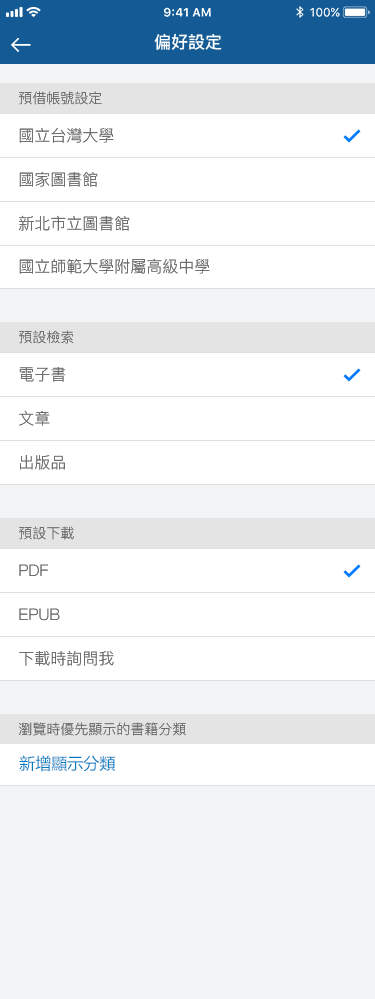 9:41 AM
100%
偏好設定
預借帳號設定
國立台灣大學
國家圖書館
新北市立圖書館
國立師範大學附屬高級中學
預設檢索
電子書
文章
出版品
預設下載
PDF
EPUB
下載時詢問我
瀏覽時優先顯示的書籍分類
新增顯示分類